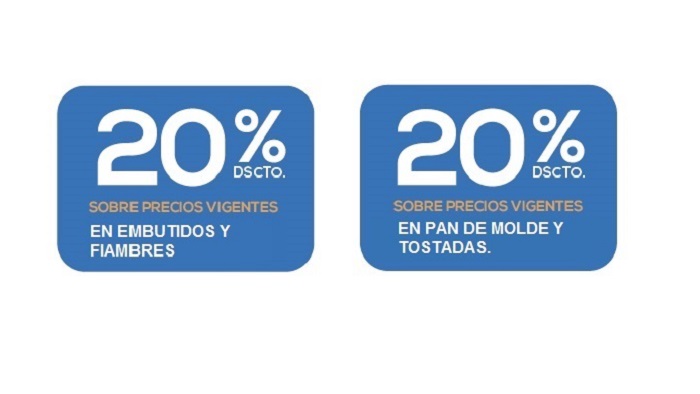 20%
DSCTO.
SOBRE PRECIOS VIGENTES
EN EMBUTIDOS Y
FIAMBRES
20%
DSCTO.
SOBRE PRECIOS VIGENTES
EN PAN DE MOLDE Y
TOSTADAS.